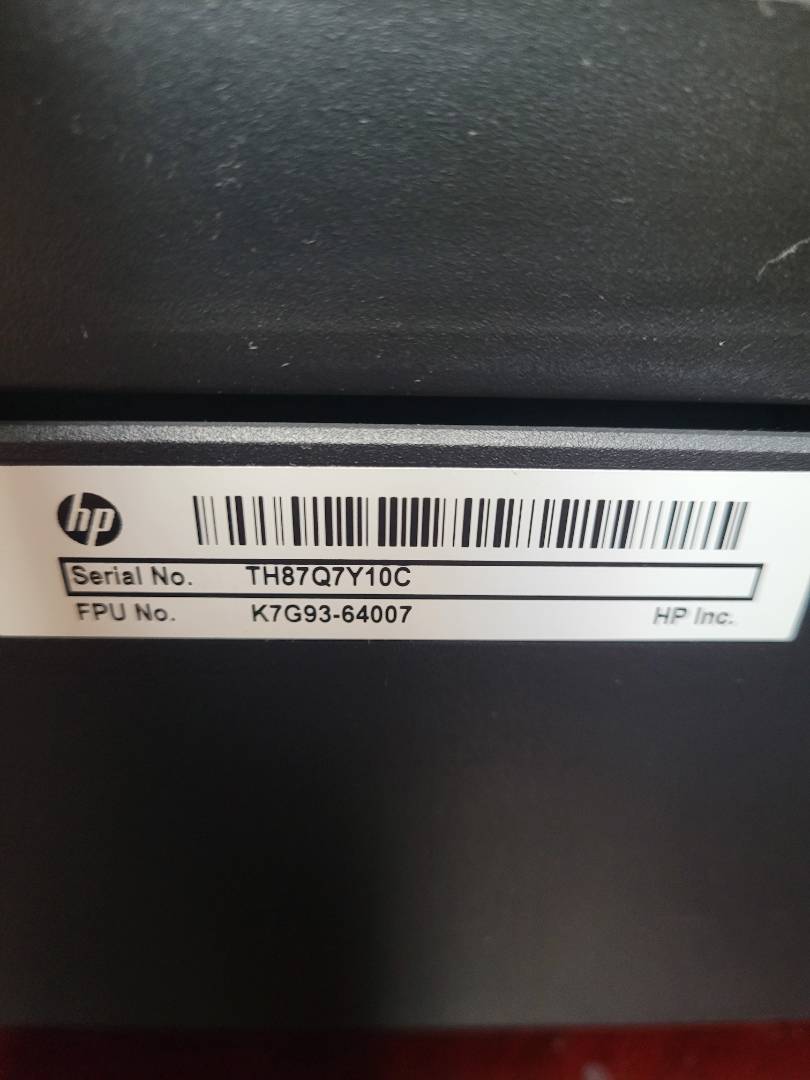 hp
Serial No. TH87Q7Y10C
FPU No. K7G93-64007 HP Inc.